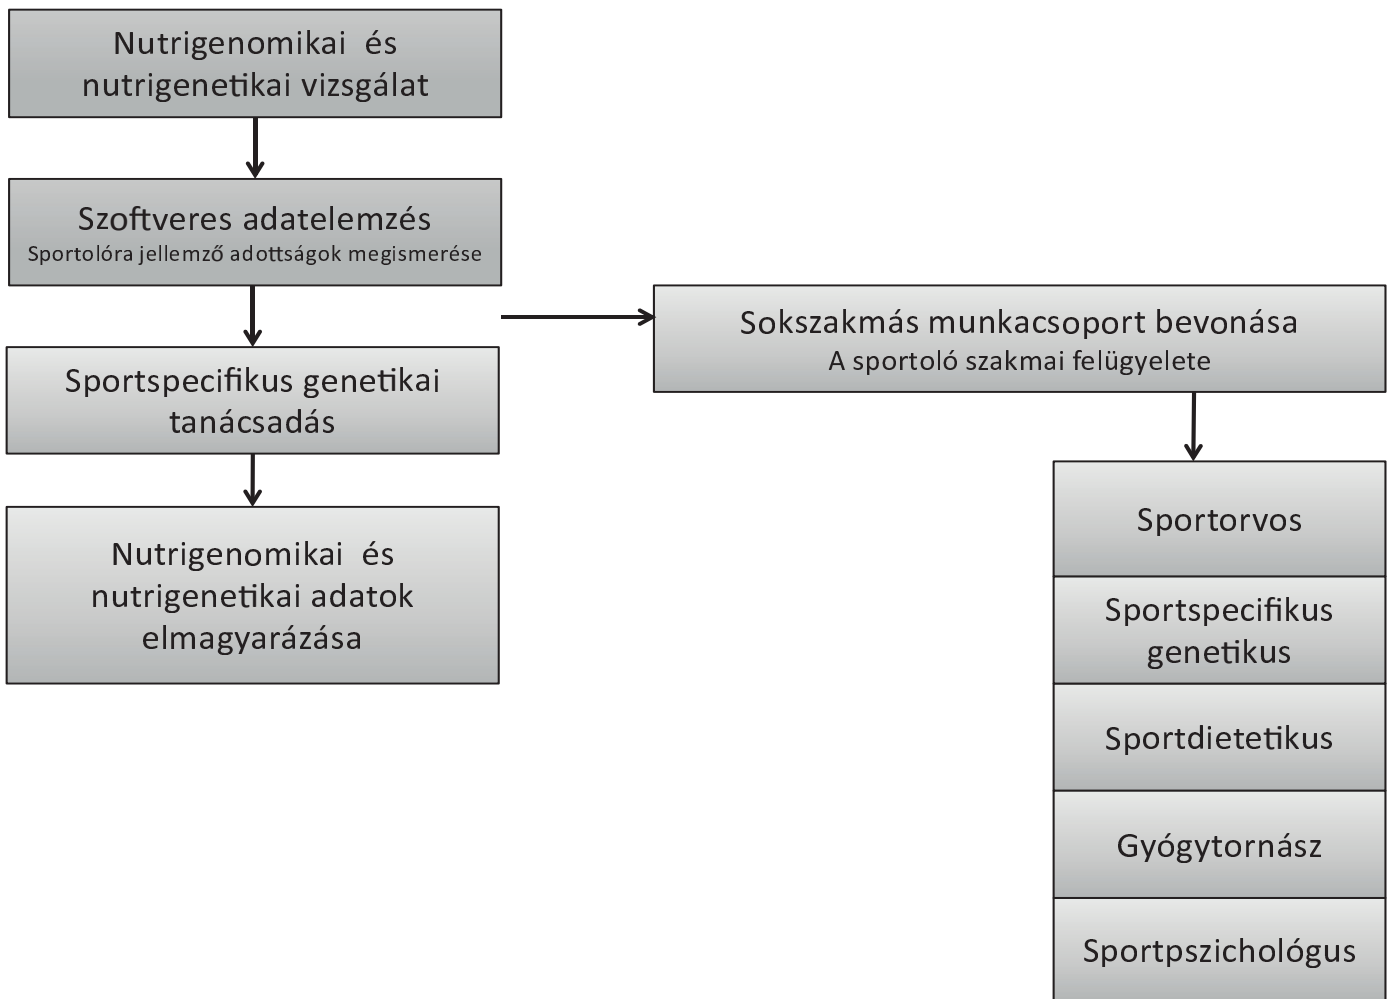 Nutrigenomikai és
nutrigenetikai vizsgálat
Szoftveres adatelemzés
Sportolóra jellemző adottságok megismerése
Sportspecifikus genetikai
tanácsadás
Nutrigenomikai és
nutrigenetikai adatok
elmagyarázása
Sokszakmás munkacsoport bevonása
A sportoló szakmai felügyelete
Sportorvos
Sportspecifikus
genetikus
Sportdietetikus
Gyógytornász
Sportpszichológus